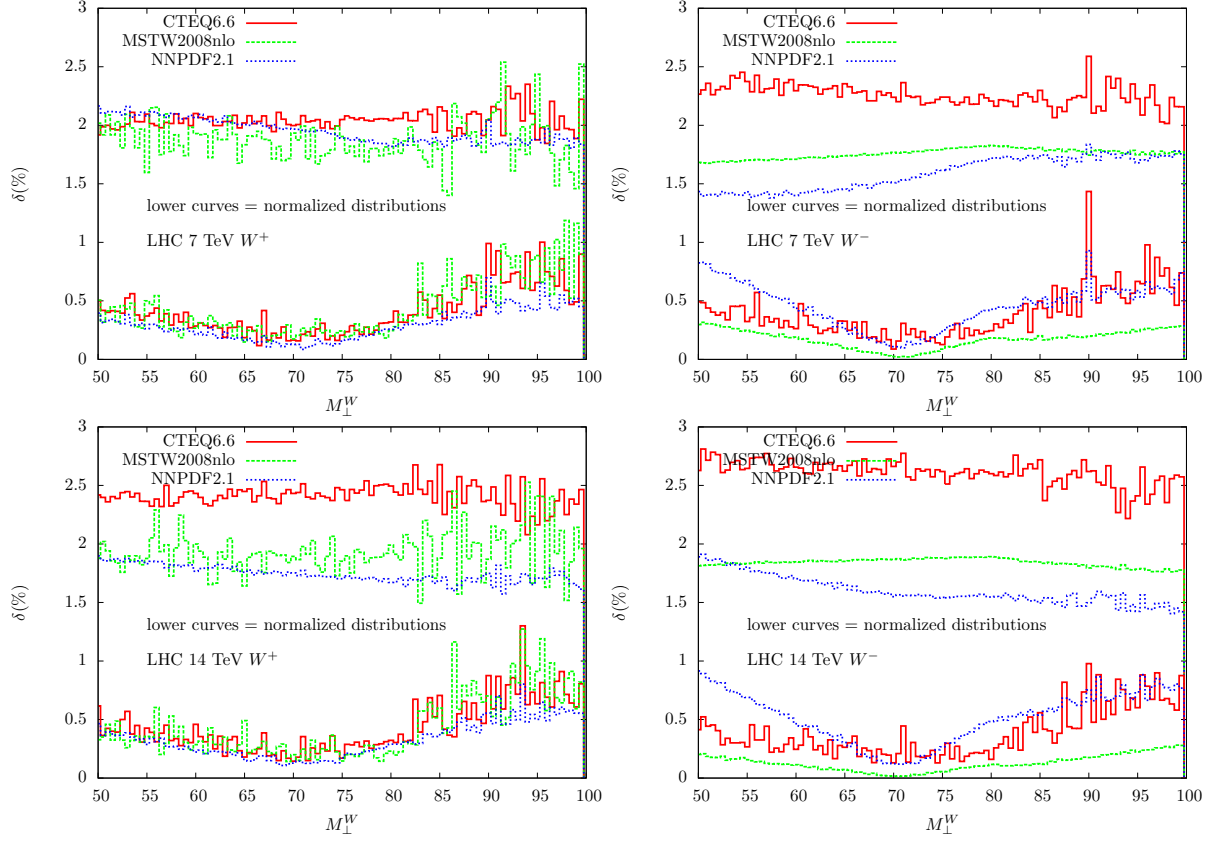 δ(%)
3
2.5
2
1.5
1
0.5
0
CTEQ6.6
MSTW2008nlo
NNPDF2.1
lower curves = normalized distributions
LHC 7 TeV W⁺
50 55 60 65 70 75 80 85 90 95 100
M_⊥^W
δ(%)
3
2.5
2
1.5
1
0.5
0
CTEQ6.6
MSTW2008nlo
NNPDF2.1
lower curves = normalized distributions
LHC 7 TeV W⁻
50 55 60 65 70 75 80 85 90 95 100
M_⊥^W
δ(%)
3
2.5
2
1.5
1
0.5
0
CTEQ6.6
MSTW2008nlo
NNPDF2.1
lower curves = normalized distributions
LHC 14 TeV W⁺
50 55 60 65 70 75 80 85 90 95 100
M_⊥^W
δ(%)
3
2.5
2
1.5
1
0.5
0
CTEQ6.6
MSTW2008nlo
NNPDF2.1
lower curves = normalized distributions
LHC 14 TeV W⁻
50 55 60 65 70 75 80 85 90 95 100
M_⊥^W